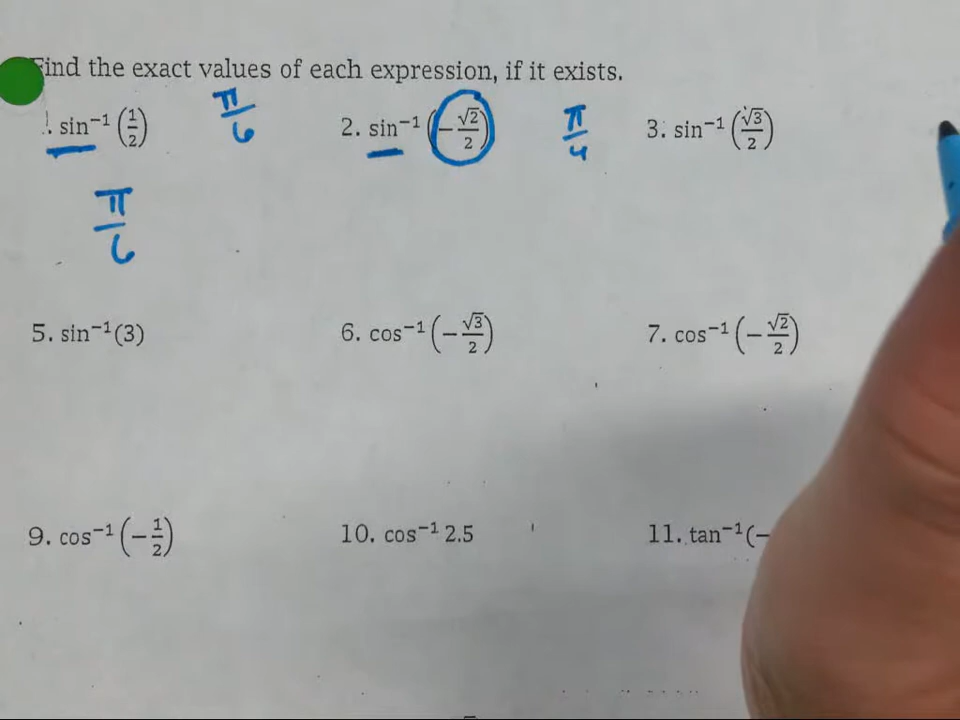 Find the exact values of each expression, if it exists.
1. sin⁻¹ (1/2) π/6
2. sin⁻¹ (-√2/2) π/4
3. sin⁻¹ (√3/2)
π/6
5. sin⁻¹(3)
6. cos⁻¹ (-√3/2)
7. cos⁻¹ (-√2/2)
9. cos⁻¹ (-1/2)
10. cos⁻¹ 2.5
11. tan⁻¹(-